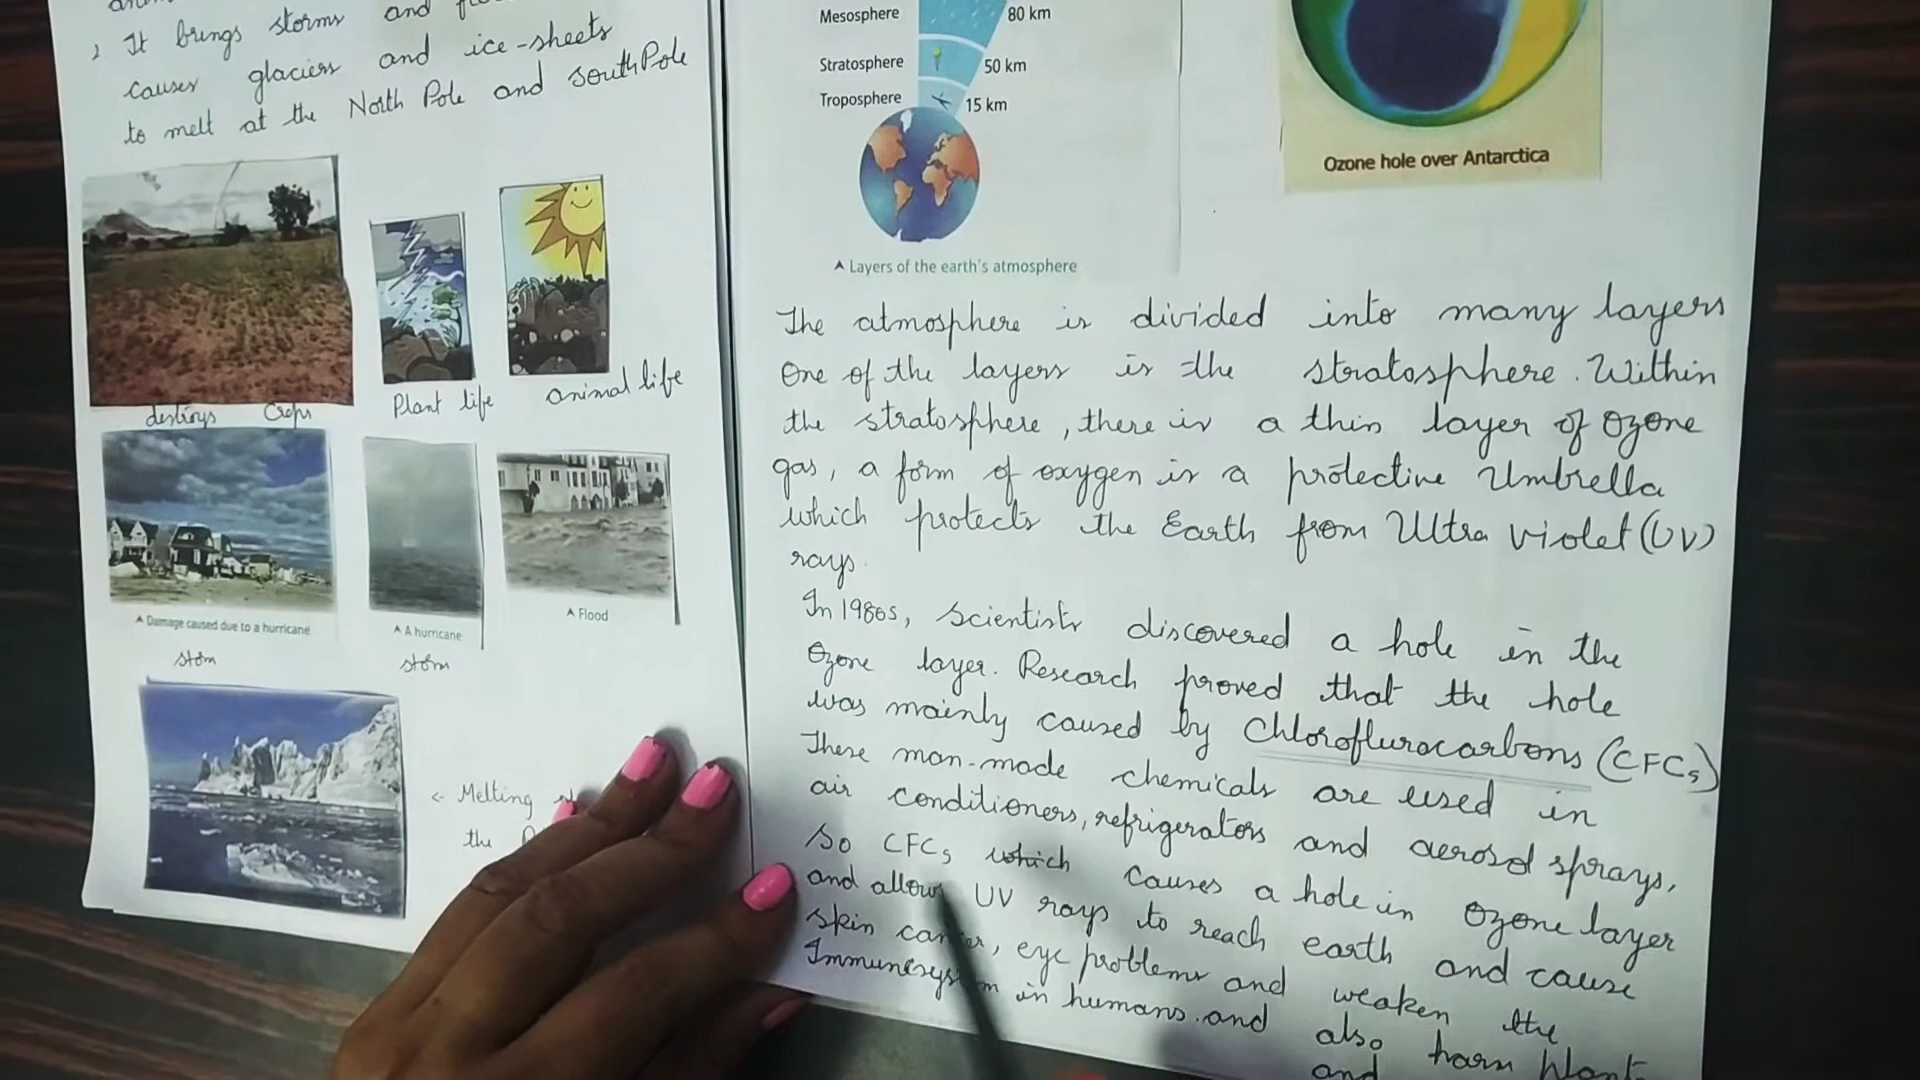 It brings storms and
causes glaciers and ice-sheets
to melt at the North Pole and South Pole
destroys Crops
Plant life
animal life
Damage caused due to a hurricane
A hurricane
Flood
storm
storm
← Melting
the
Mesosphere 80 km
Stratosphere 50 km
Troposphere 15 km
Layers of the earth's atmosphere
Ozone hole over Antarctica
The atmosphere is divided into many layers
One of the layers is the stratosphere. Within
the stratosphere, there is a thin layer of Ozone
gas, a form of oxygen is a protective Umbrella
which protects the Earth from Ultra violet (UV)
rays.
In 1980s, scientists discovered a hole in the
Ozone layer. Research proved that the hole
was mainly caused by Chloroflurocarbons (CFCs)
These man-made chemicals are used in
air conditioners, refrigerators and aerosol sprays,
So CFCs which causes a hole in Ozone layer
and allows UV rays to reach earth and cause
skin cancer, eye problems and weaken the
Immunesystem in humans. and also harm Plant
and